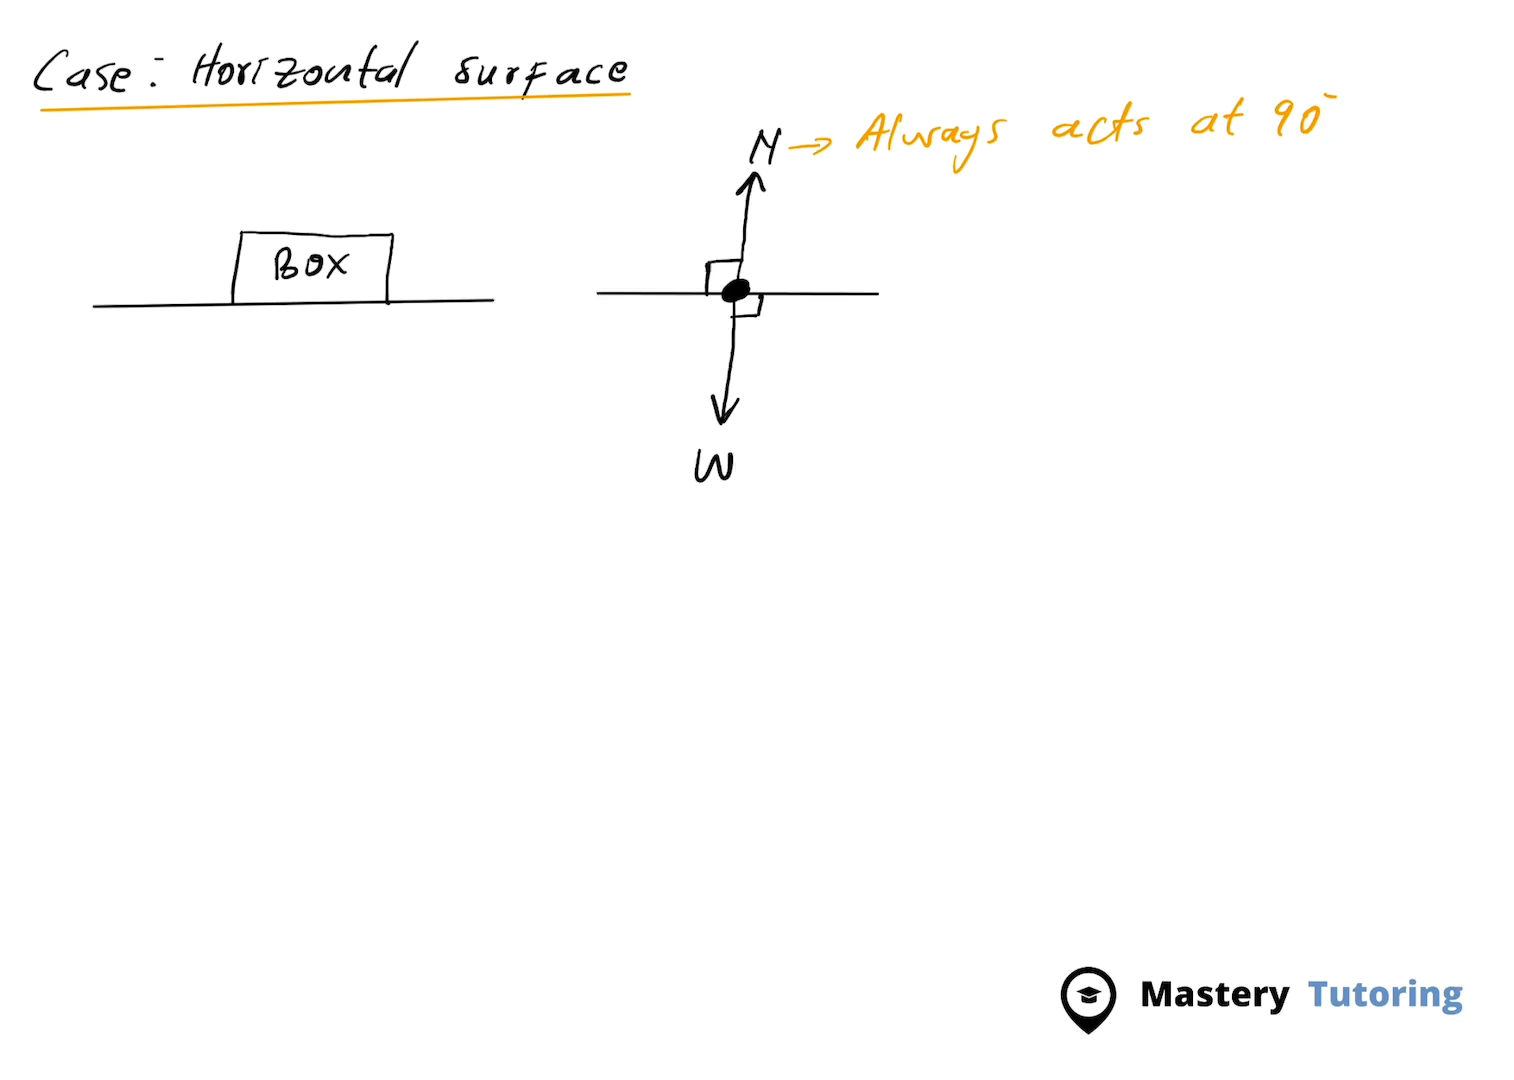 Case: Horizontal surface
N → Always acts at 90°
BOX
W
Mastery Tutoring